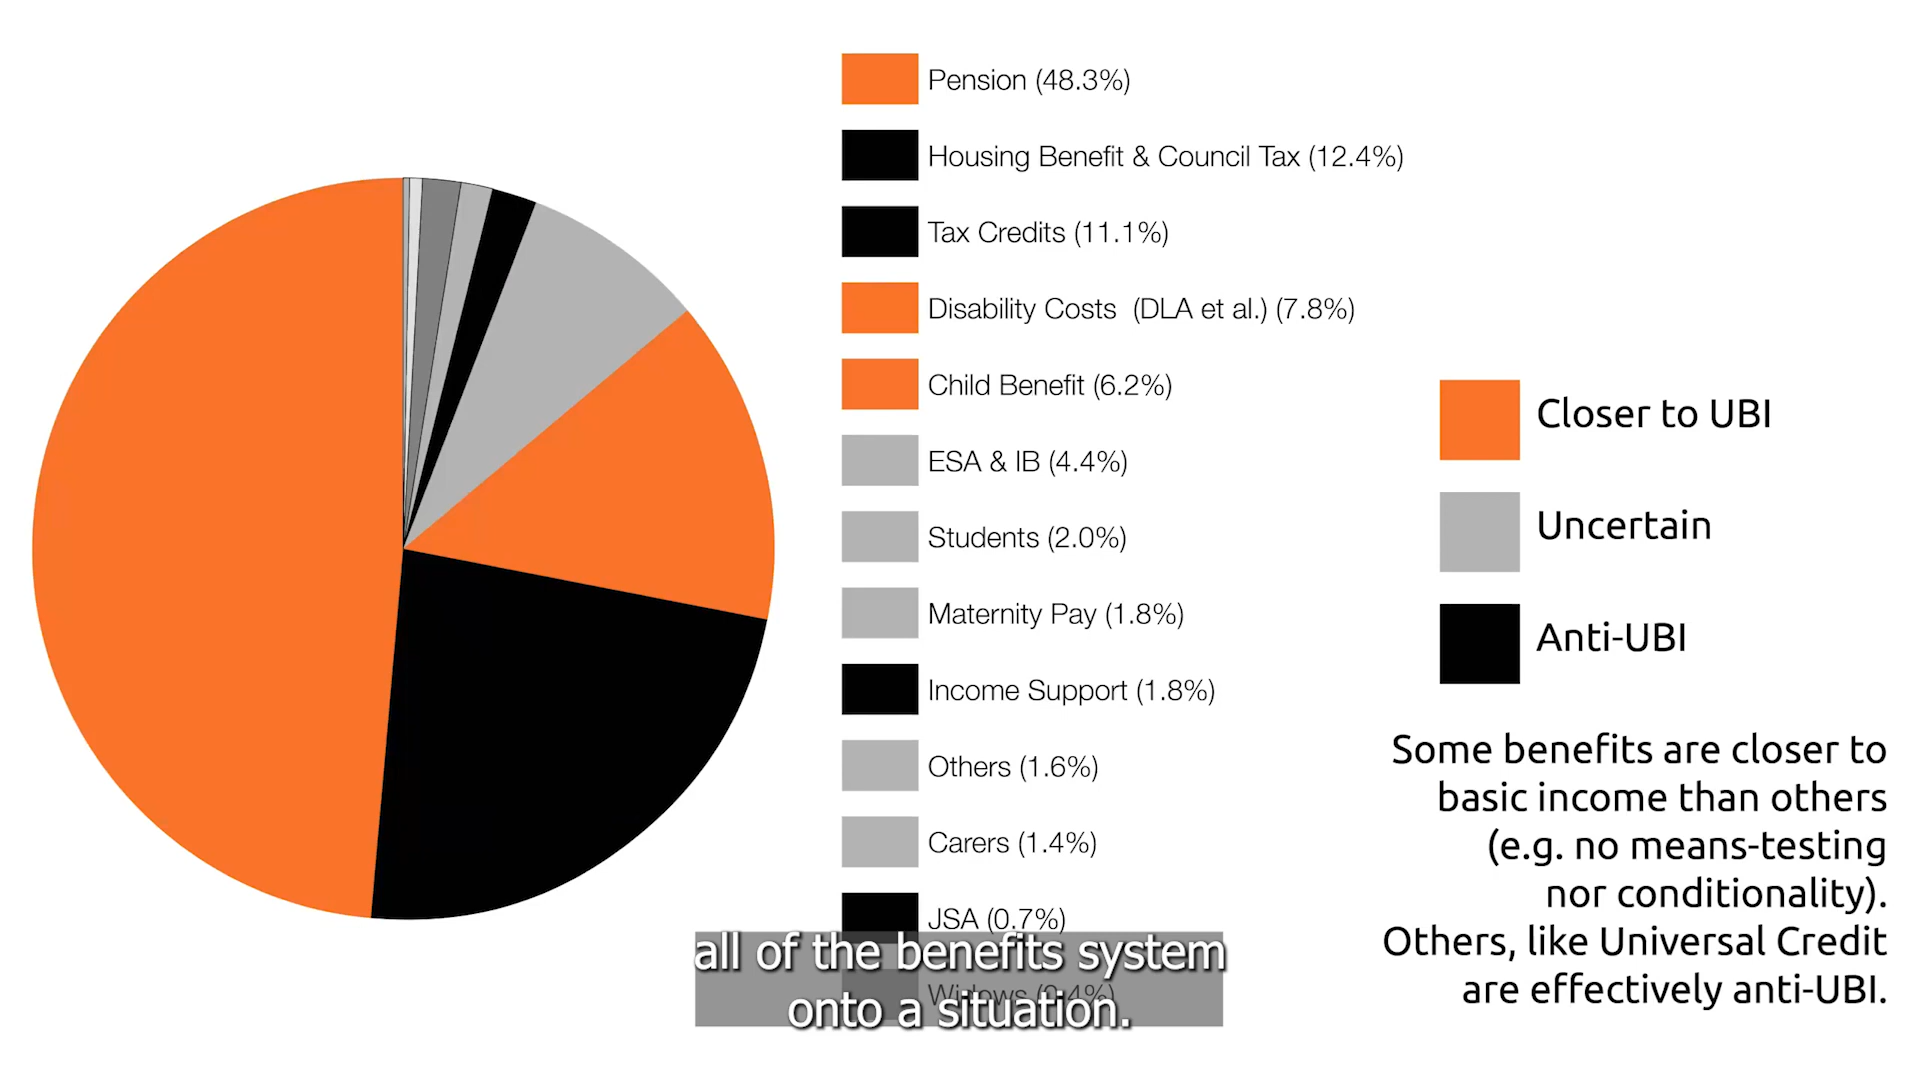 Pension (48.3%)
Housing Benefit & Council Tax (12.4%)
Tax Credits (11.1%)
Disability Costs (DLA et al.) (7.8%)
Child Benefit (6.2%)
ESA & IB (4.4%)
Students (2.0%)
Maternity Pay (1.8%)
Income Support (1.8%)
Others (1.6%)
Carers (1.4%)
JSA (0.7%)
Widows (0.4%)
Closer to UBI
Uncertain
Anti-UBI
Some benefits are closer to
basic income than others
(e.g. no means-testing
nor conditionality).
Others, like Universal Credit
are effectively anti-UBI.
all of the benefits system
onto a situation.